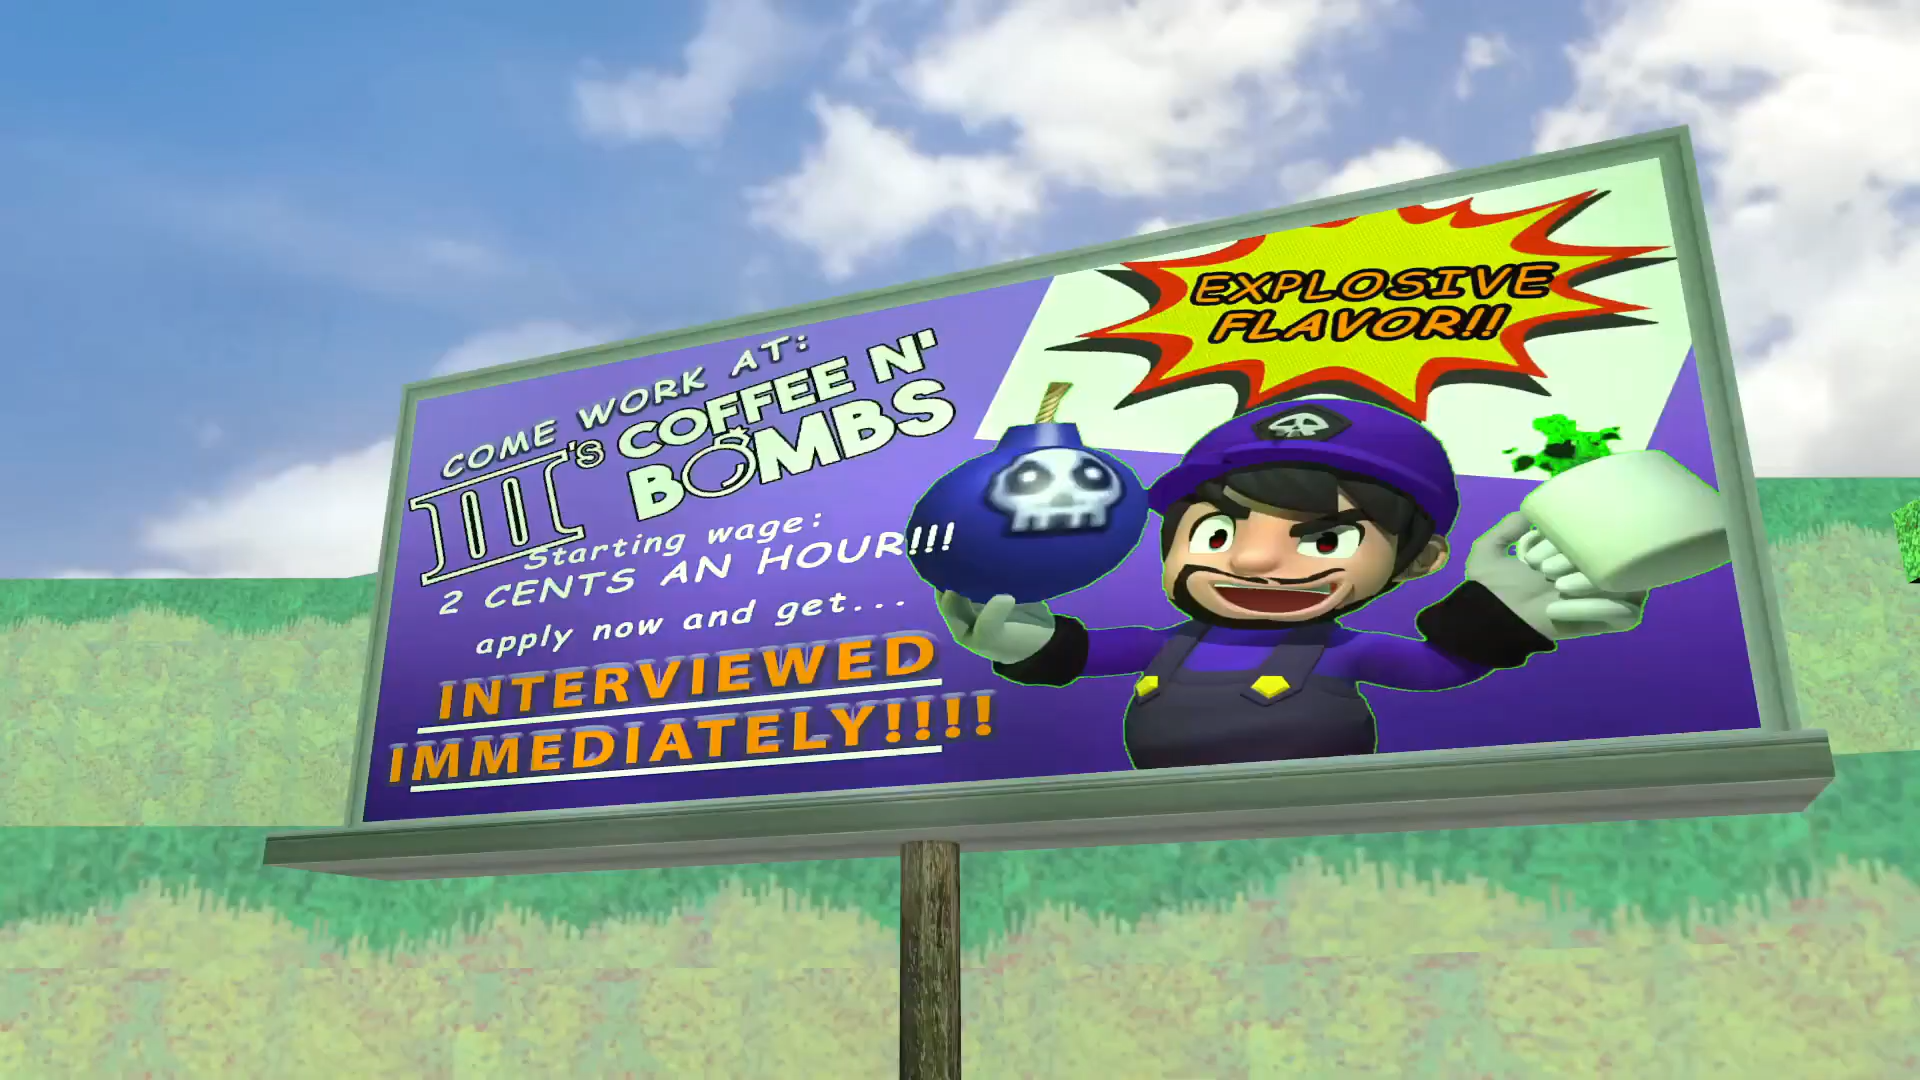 COME WORK AT:
III's COFFEE N'
BOMBS
Starting wage:
2 CENTS AN HOUR!!!
apply now and get...
INTERVIEWED
IMMEDIATELY!!!!
EXPLOSIVE
FLAVOR!!